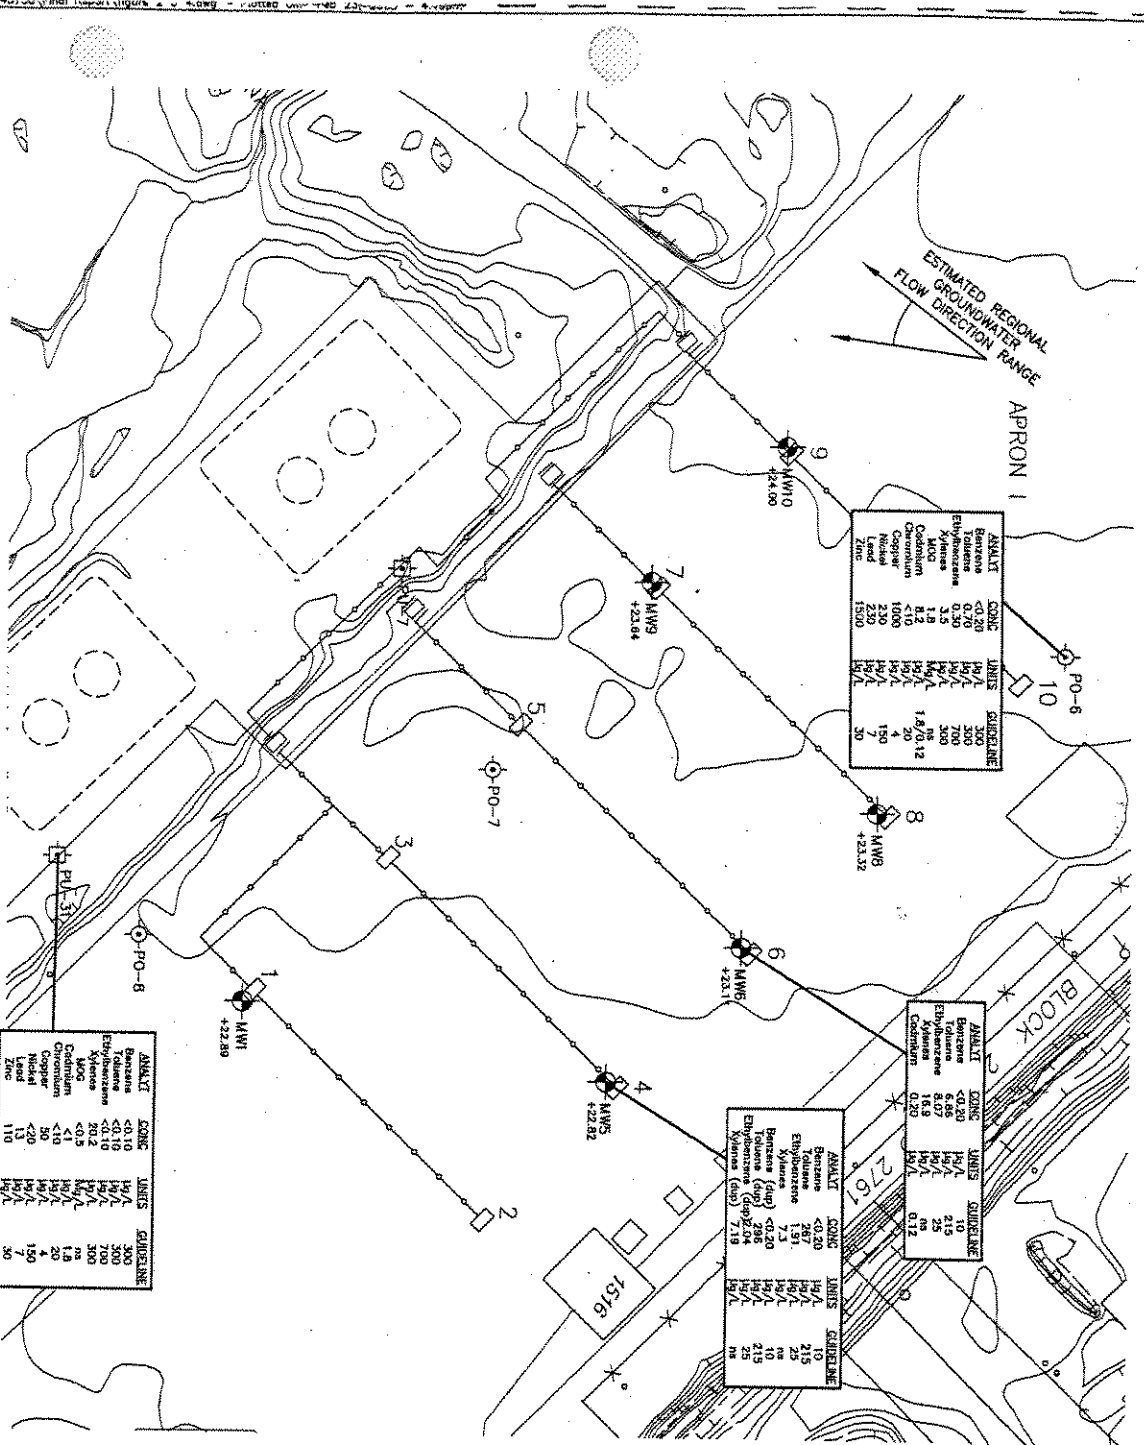 ESTIMATED REGIONAL
GROUNDWATER
FLOW DIRECTION RANGE
APRON 1
9
MW10
+24.00
ANALYT CONC UNITS GUIDELINE
Benzene <0.20 µg/L 300
Toluene 0.70 µg/L 300
Ethylbenzene 0.30 µg/L 700
Xylenes 3.5 µg/L 300
MOG 1.8 Mg/L ns
Cadmium 8.2 µg/L 1.8/0.12
Chromium <10 µg/L 20
Copper 1000 µg/L 4
Nickel 230 µg/L 150
Lead 230 µg/L 7
Zinc 1500 µg/L 30
PO-6
10
7
MW9
+23.64
8
MW8
+23.32
5
PO-7
6
MW6
+23.1
BLOCK
ANALYT CONC UNITS GUIDELINE
Benzene <0.20 µg/L 10
Toluene 6.86 µg/L 215
Ethylbenzene 8.07 µg/L 25
Xylenes 16.9 µg/L ns
Cadmium 0.20 µg/L 0.12
2761
3
4
MW5
+22.82
ANALYT CONC UNITS GUIDELINE
Benzene <0.20 µg/L 10
Toluene 267 µg/L 215
Ethylbenzene 1.91 µg/L 25
Xylenes 7.3 µg/L ns
Benzene (dup) <0.20 µg/L 10
Toluene (dup) 296 µg/L 215
Ethylbenzene (dup) 2.04 µg/L 25
Xylenes (dup) 7.19 µg/L ns
1516
1
MW1
+22.89
2
PO-8
PU-31
ANALYT CONC UNITS GUIDELINE
Benzene <0.10 µg/L 300
Toluene <0.10 µg/L 300
Ethylbenzene <0.10 µg/L 700
Xylenes 20.2 µg/L 300
MOG <0.5 Mg/L ns
Cadmium <1 µg/L 1.8
Chromium <10 µg/L 20
Copper 50 µg/L 4
Nickel <20 µg/L 150
Lead 13 µg/L 7
Zinc 110 µg/L 30